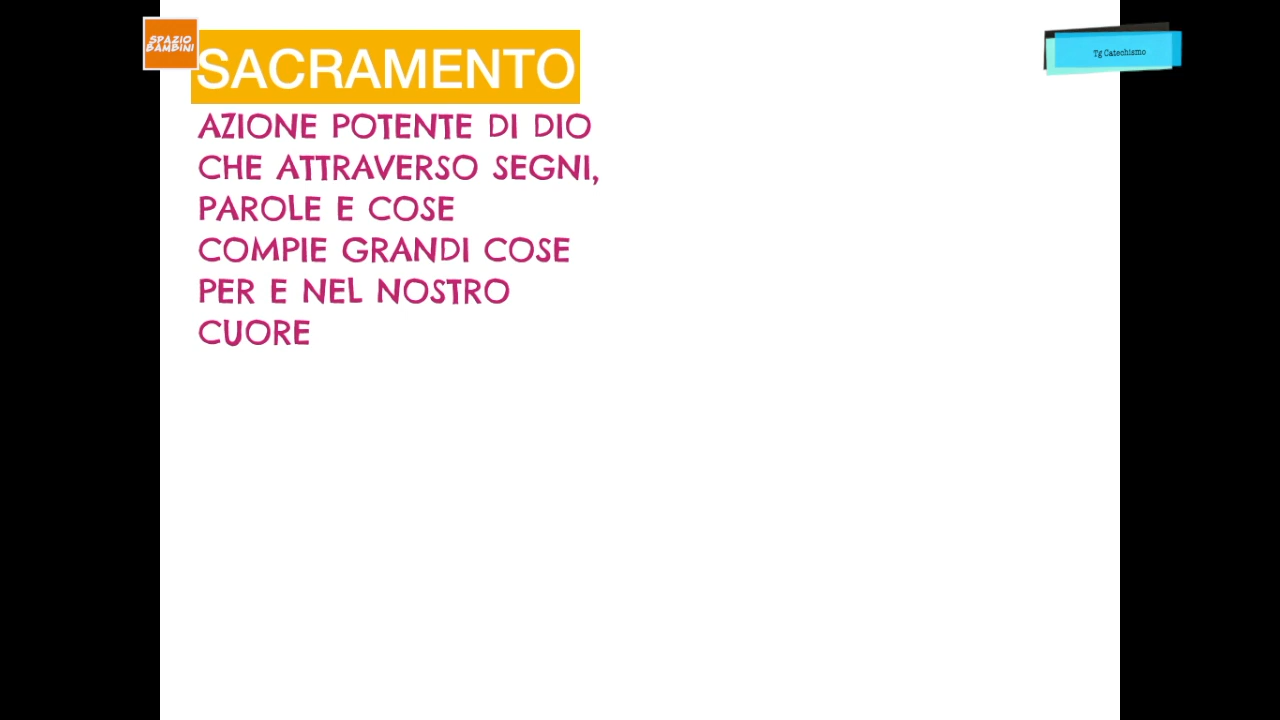 SPAZIO
BAMBINI
Tg Catechismo
SACRAMENTO
AZIONE POTENTE DI DIO
CHE ATTRAVERSO SEGNI,
PAROLE E COSE
COMPIE GRANDI COSE
PER E NEL NOSTRO
CUORE